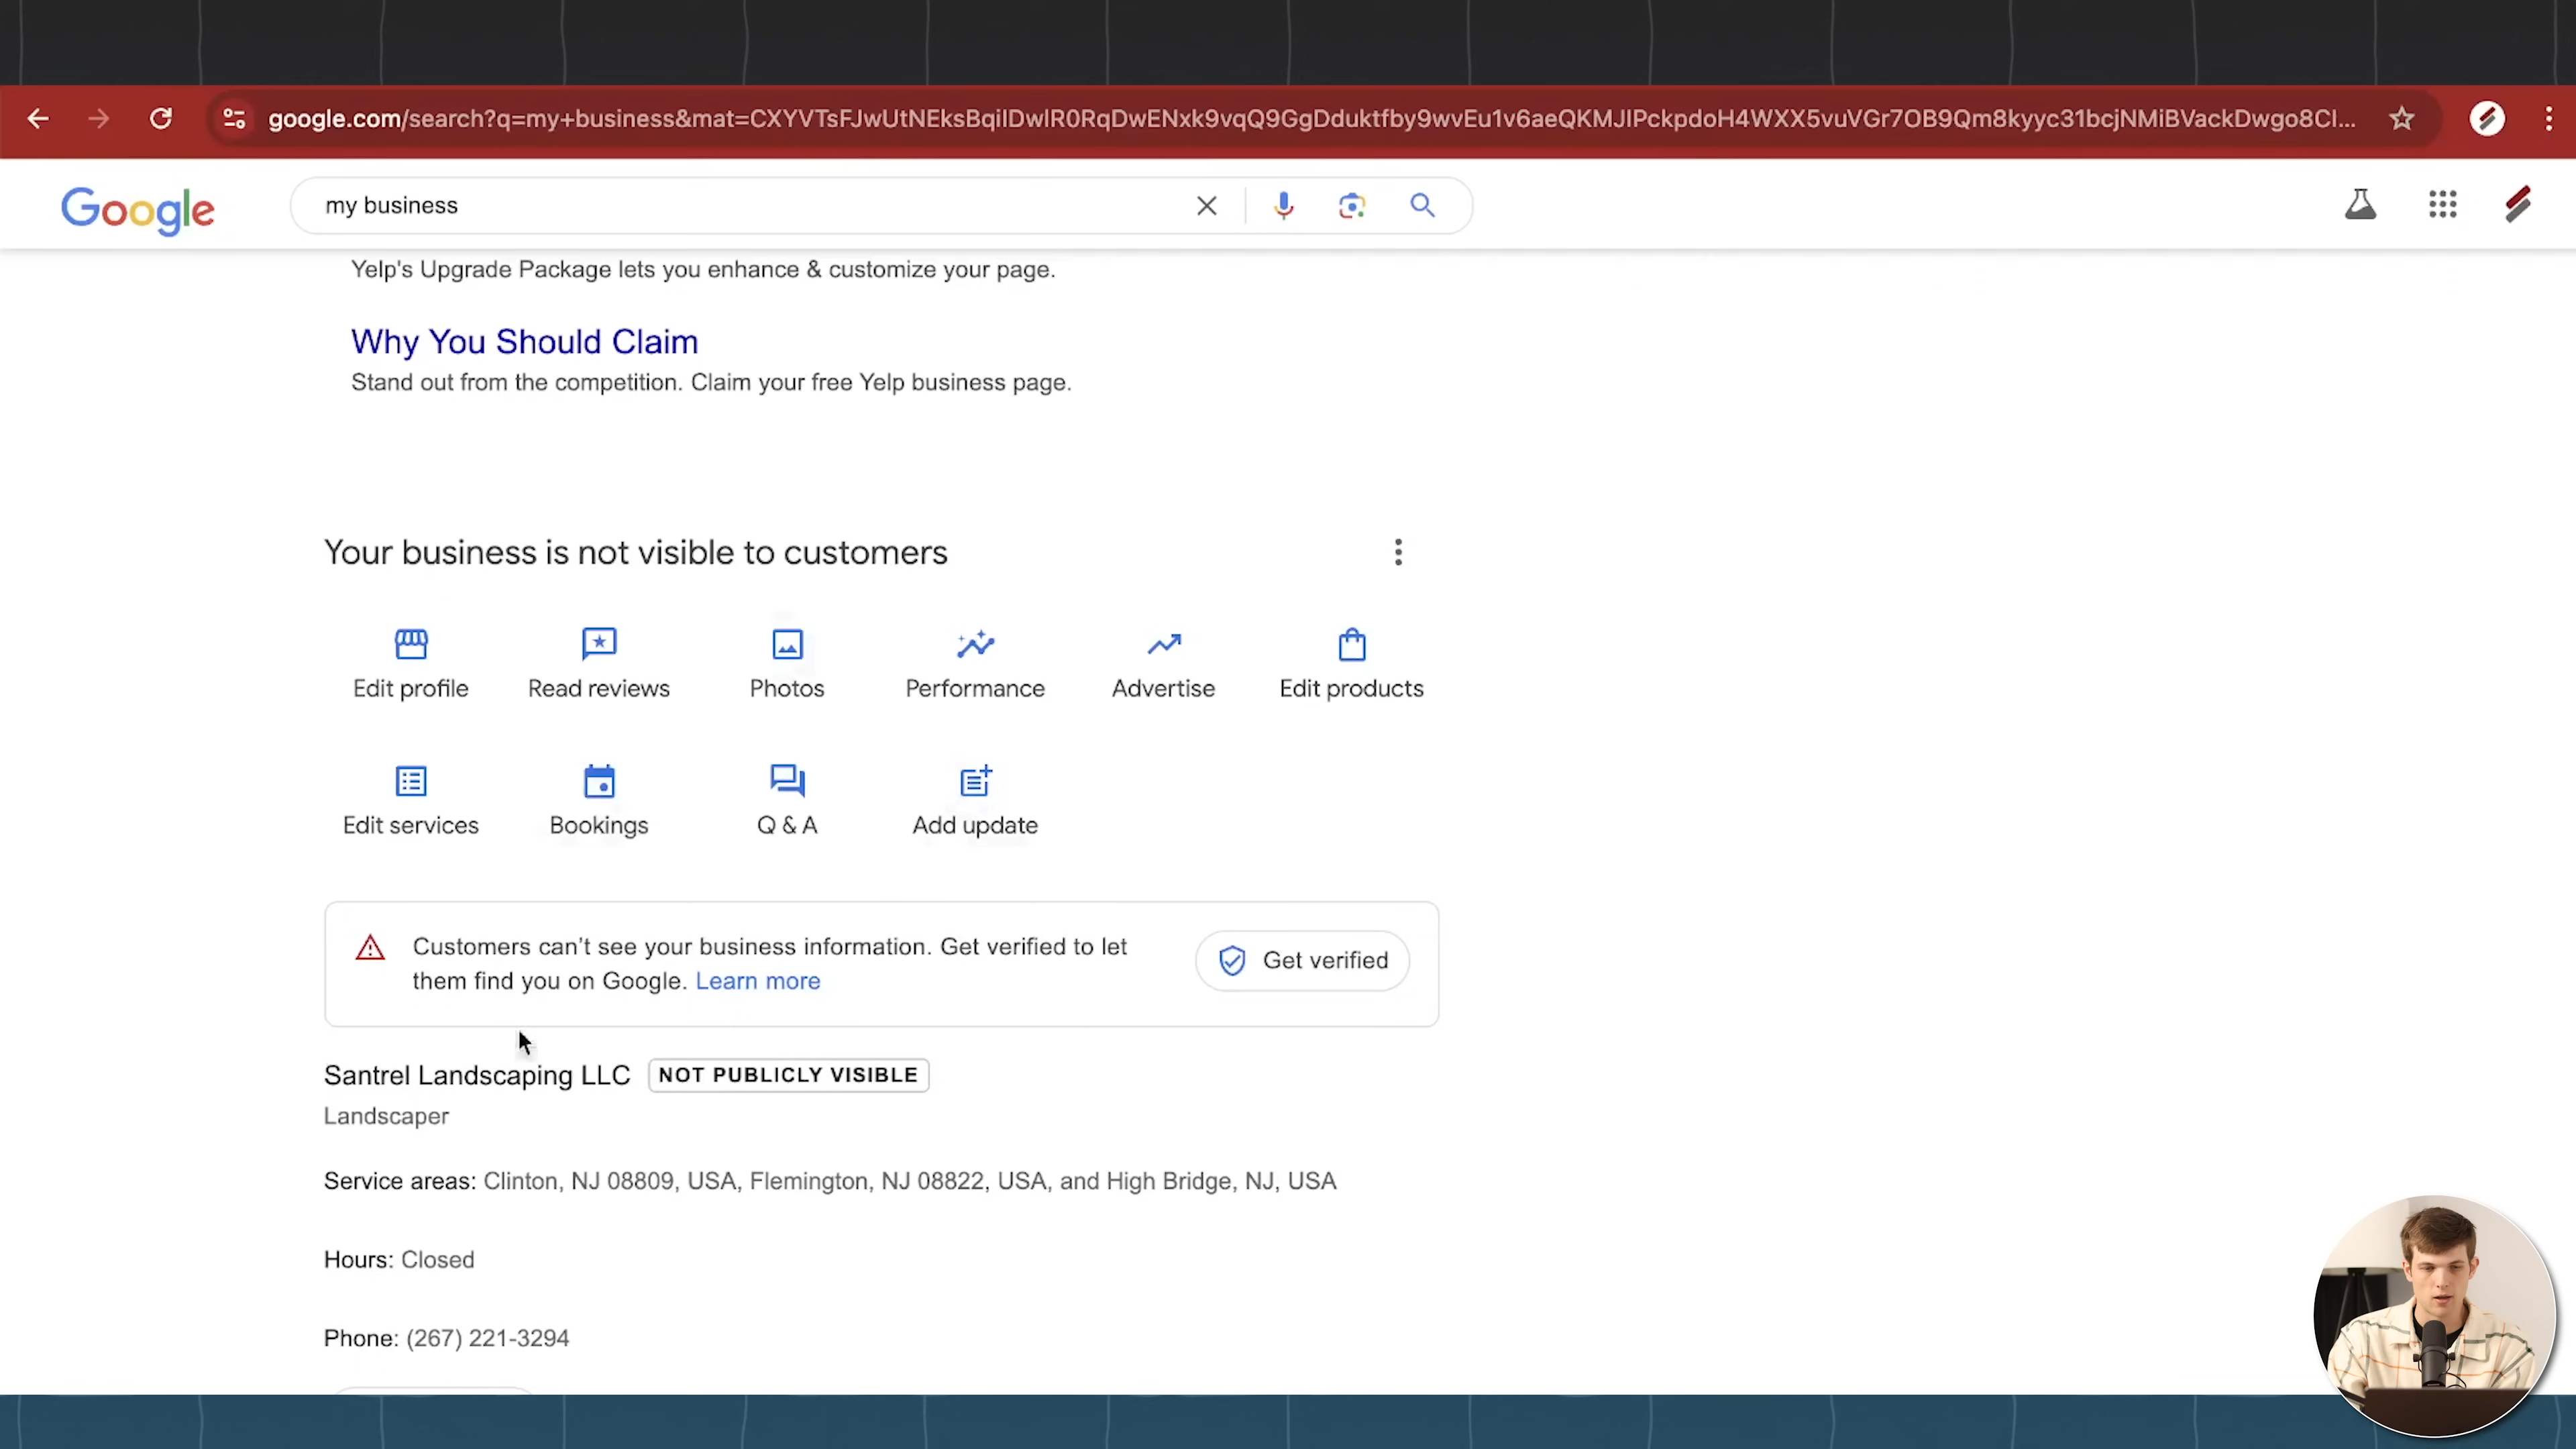 google.com/search?q=my+business&mat=CXYVTsFJwUtNEksBqiIDwIR0RqDwENxk9vqQ9GgDduktfby9wvEu1v6aeQKMJIPckpdoH4WXX5vuVGr7OB9Qm8kyyc31bcjNMiBVackDwgo8CI...
Google
my business
Yelp's Upgrade Package lets you enhance & customize your page.
Why You Should Claim
Stand out from the competition. Claim your free Yelp business page.
Your business is not visible to customers
Edit profile Read reviews Photos Performance Advertise Edit products
Edit services Bookings Q & A Add update
Customers can't see your business information. Get verified to let
them find you on Google. Learn more
Get verified
Santrel Landscaping LLC NOT PUBLICLY VISIBLE
Landscaper
Service areas: Clinton, NJ 08809, USA, Flemington, NJ 08822, USA, and High Bridge, NJ, USA
Hours: Closed
Phone: (267) 221-3294